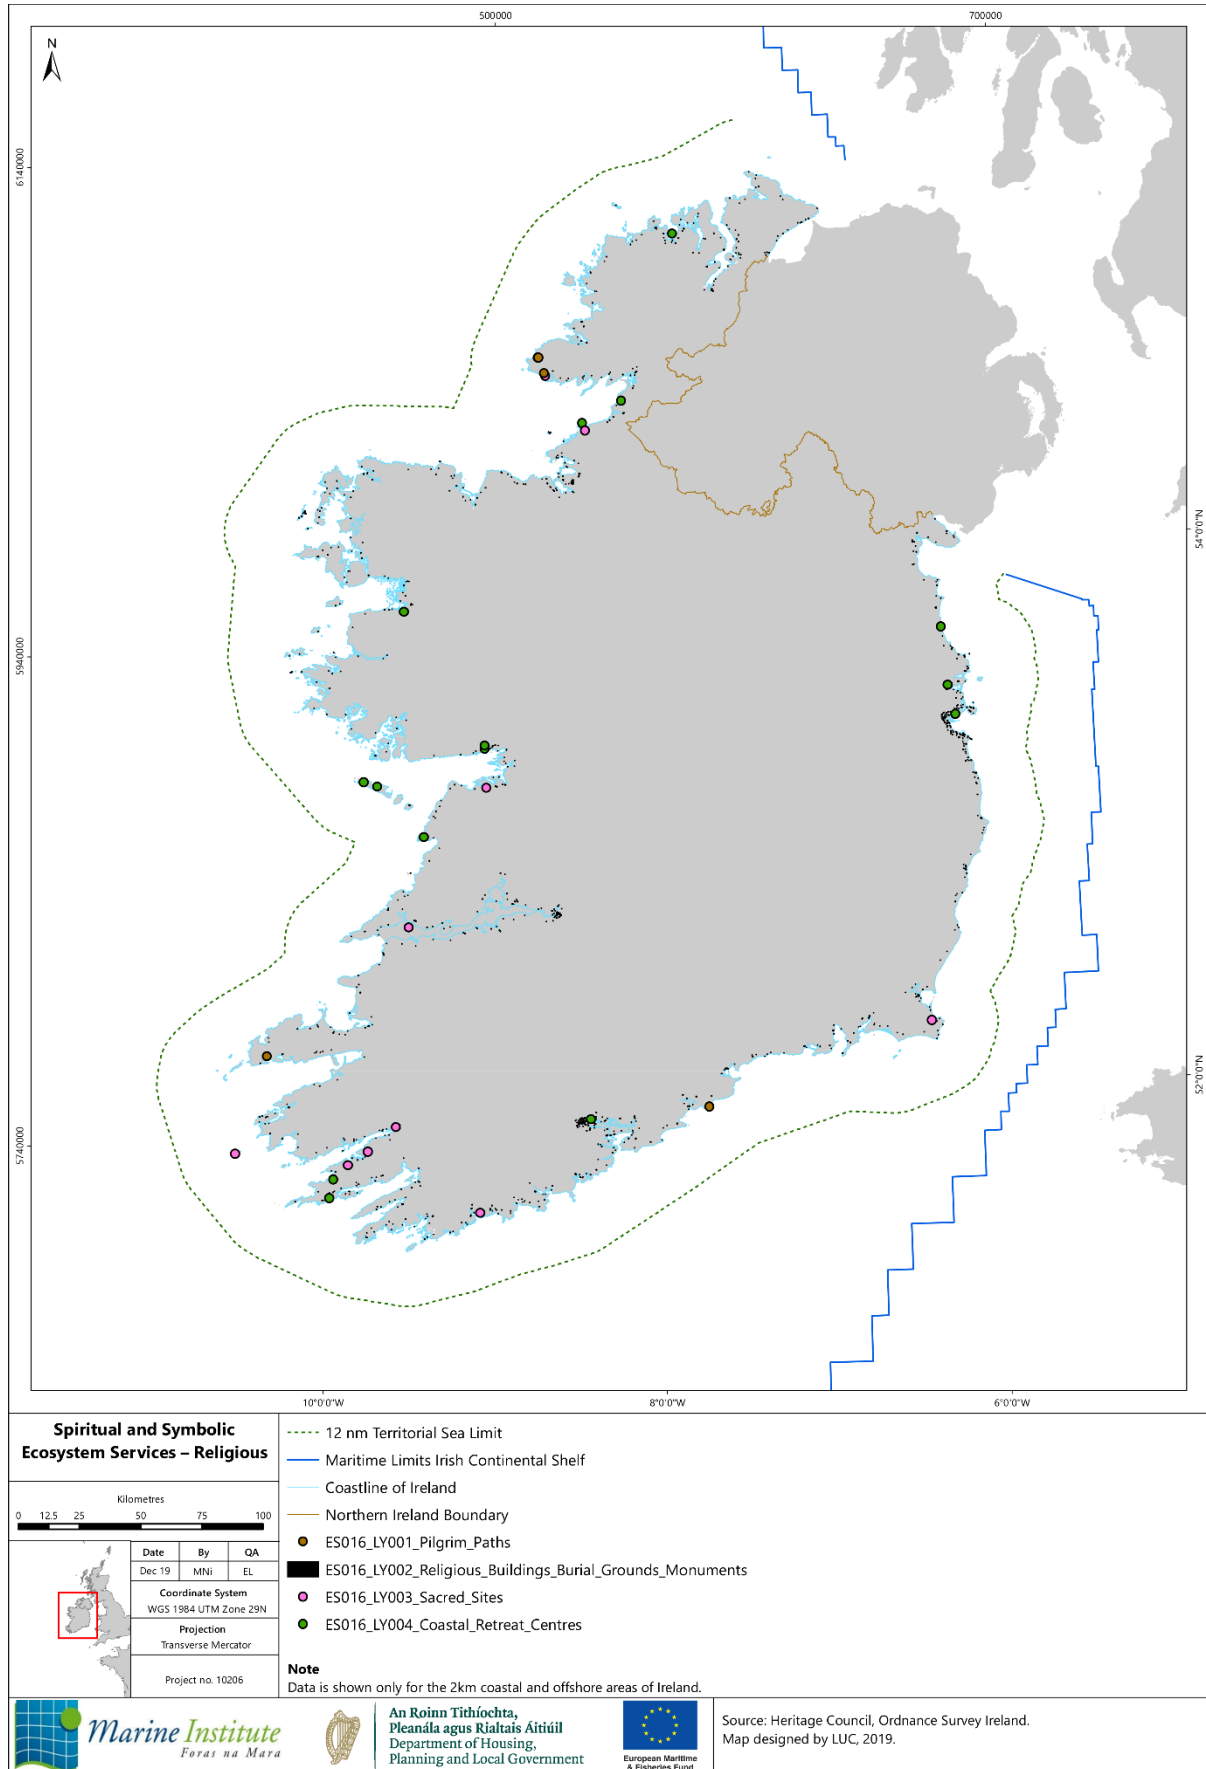 500000
700000
N
6140000
54°0'0"N
5940000
52°0'0"N
5740000
10°0'0"W
8°0'0"W
6°0'0"W
Spiritual and Symbolic
Ecosystem Services – Religious
Kilometres
0 12.5 25 50 75 100
Date By QA
Dec 19 MNi EL
Coordinate System
WGS 1984 UTM Zone 29N
Projection
Transverse Mercator
Project no. 10206
12 nm Territorial Sea Limit
Maritime Limits Irish Continental Shelf
Coastline of Ireland
Northern Ireland Boundary
ES016_LY001_Pilgrim_Paths
ES016_LY002_Religious_Buildings_Burial_Grounds_Monuments
ES016_LY003_Sacred_Sites
ES016_LY004_Coastal_Retreat_Centres
Note
Data is shown only for the 2km coastal and offshore areas of Ireland.
Marine Institute
Foras na Mara
An Roinn Tithíochta,
Pleanála agus Rialtais Áitiúil
Department of Housing,
Planning and Local Government
European Maritime
& Fisheries Fund
Source: Heritage Council, Ordnance Survey Ireland.
Map designed by LUC, 2019.